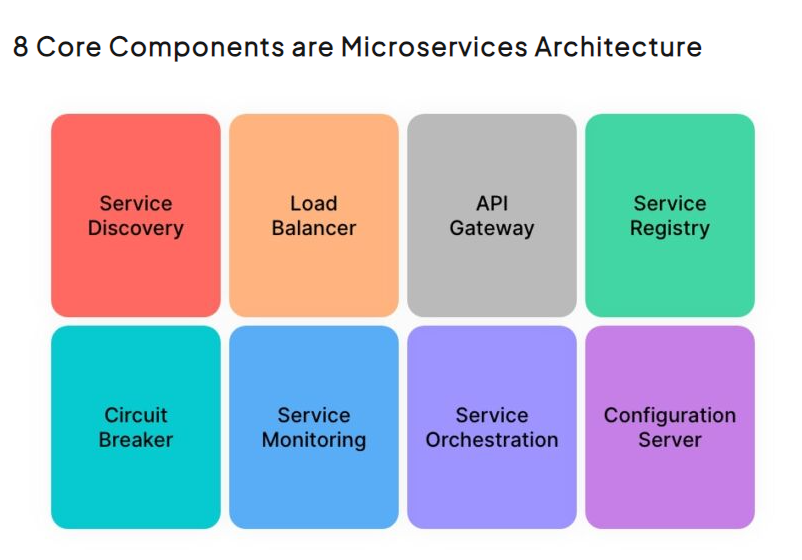 8 Core Components are Microservices Architecture
Service
Discovery
Load
Balancer
API
Gateway
Service
Registry
Circuit
Breaker
Service
Monitoring
Service
Orchestration
Configuration
Server